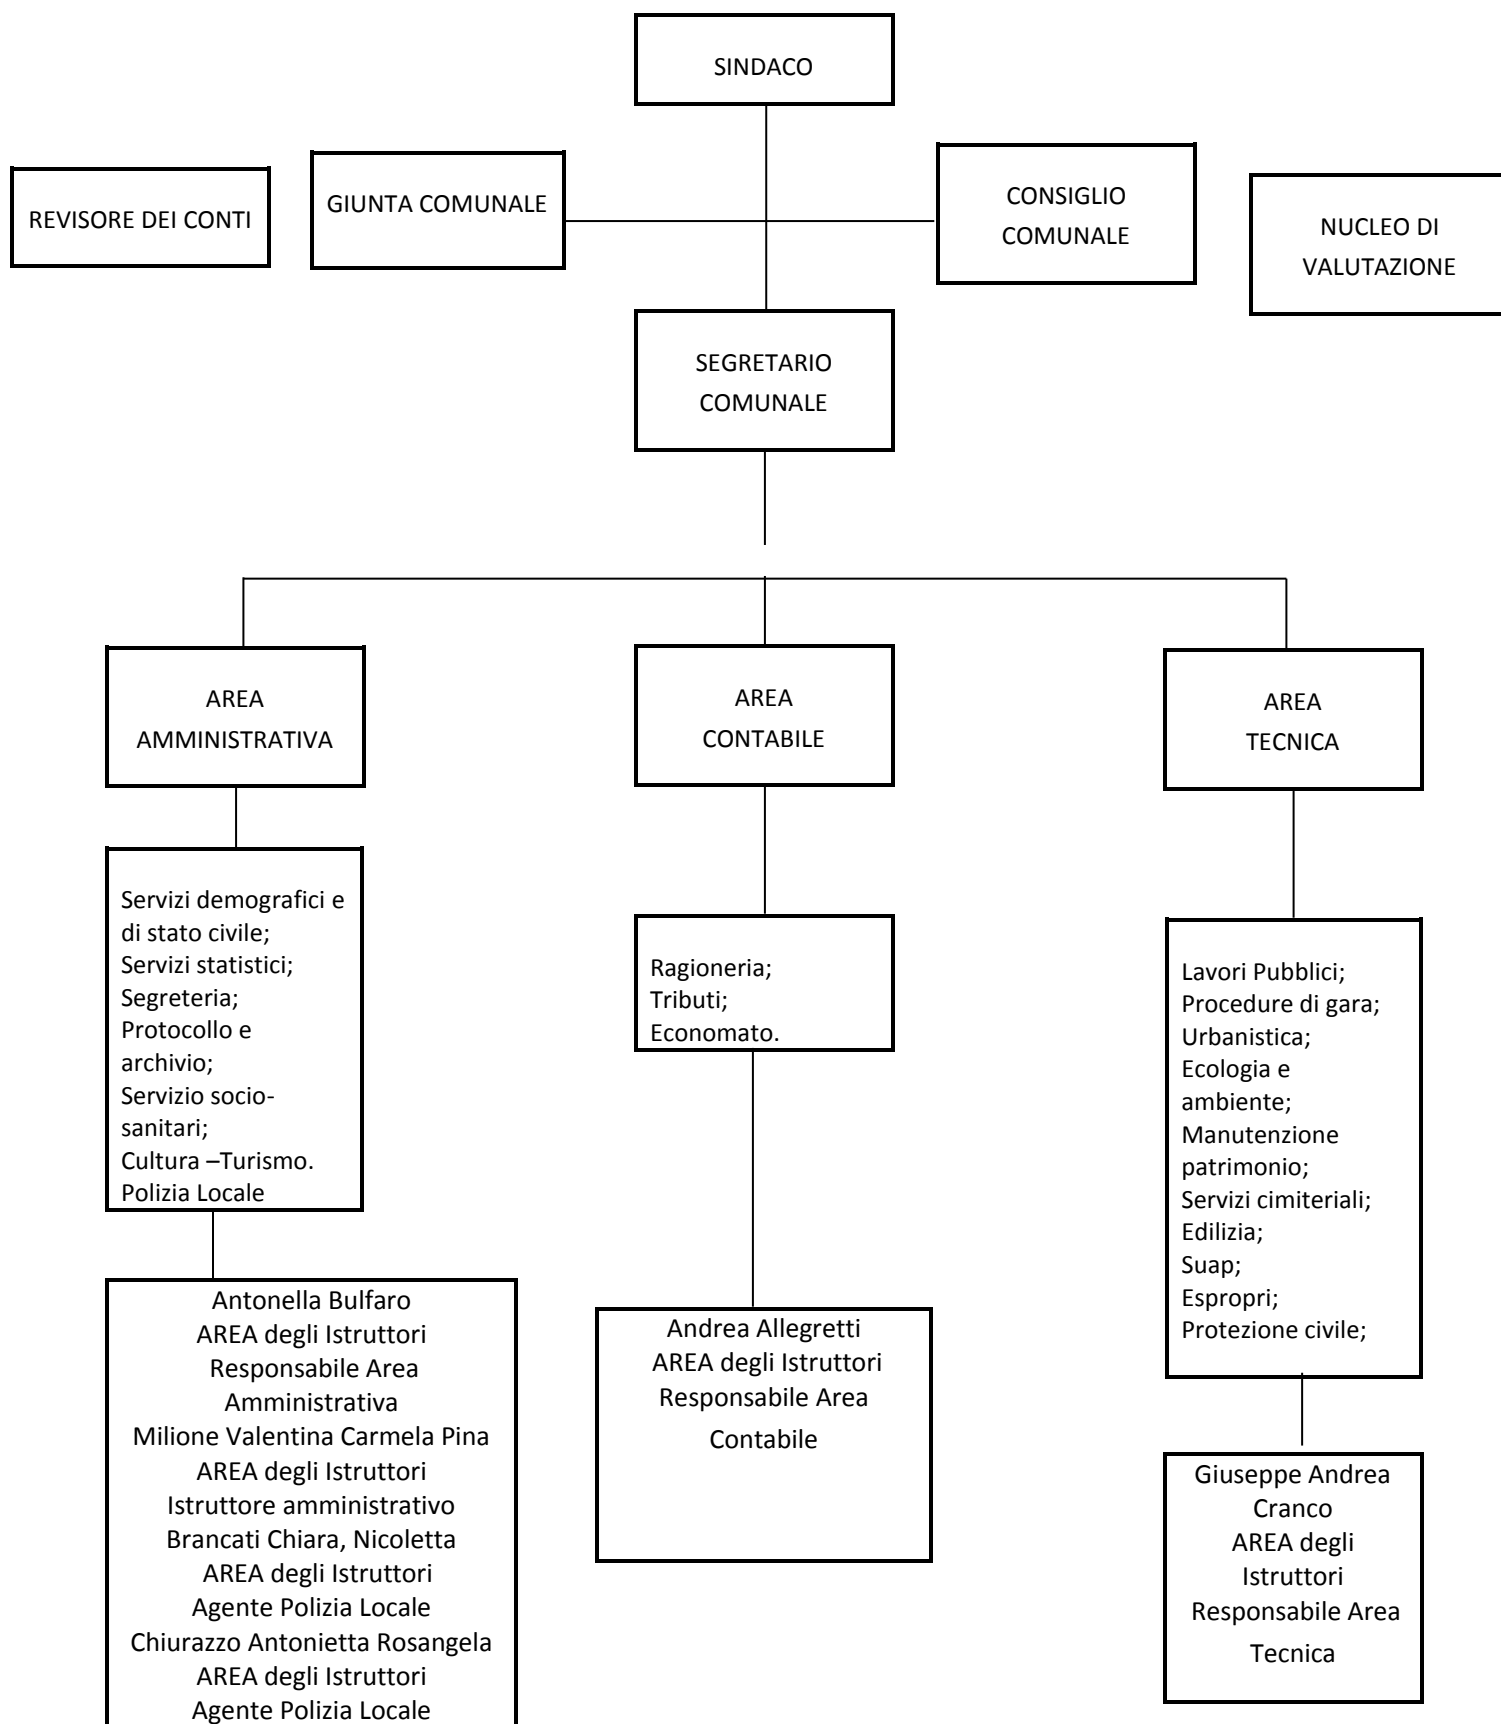 SINDACO
REVISORE DEI CONTI
GIUNTA COMUNALE
CONSIGLIO
COMUNALE
NUCLEO DI
VALUTAZIONE
SEGRETARIO
COMUNALE
AREA
AMMINISTRATIVA
AREA
CONTABILE
AREA
TECNICA
Servizi demografici e
di stato civile;
Servizi statistici;
Segreteria;
Protocollo e
archivio;
Servizio socio-
sanitari;
Cultura –Turismo.
Polizia Locale
Ragioneria;
Tributi;
Economato.
Lavori Pubblici;
Procedure di gara;
Urbanistica;
Ecologia e
ambiente;
Manutenzione
patrimonio;
Servizi cimiteriali;
Edilizia;
Suap;
Espropri;
Protezione civile;
Antonella Bulfaro
AREA degli Istruttori
Responsabile Area
Amministrativa
Milione Valentina Carmela Pina
AREA degli Istruttori
Istruttore amministrativo
Brancati Chiara, Nicoletta
AREA degli Istruttori
Agente Polizia Locale
Chiurazzo Antonietta Rosangela
AREA degli Istruttori
Agente Polizia Locale
Andrea Allegretti
AREA degli Istruttori
Responsabile Area
Contabile
Giuseppe Andrea
Cranco
AREA degli
Istruttori
Responsabile Area
Tecnica